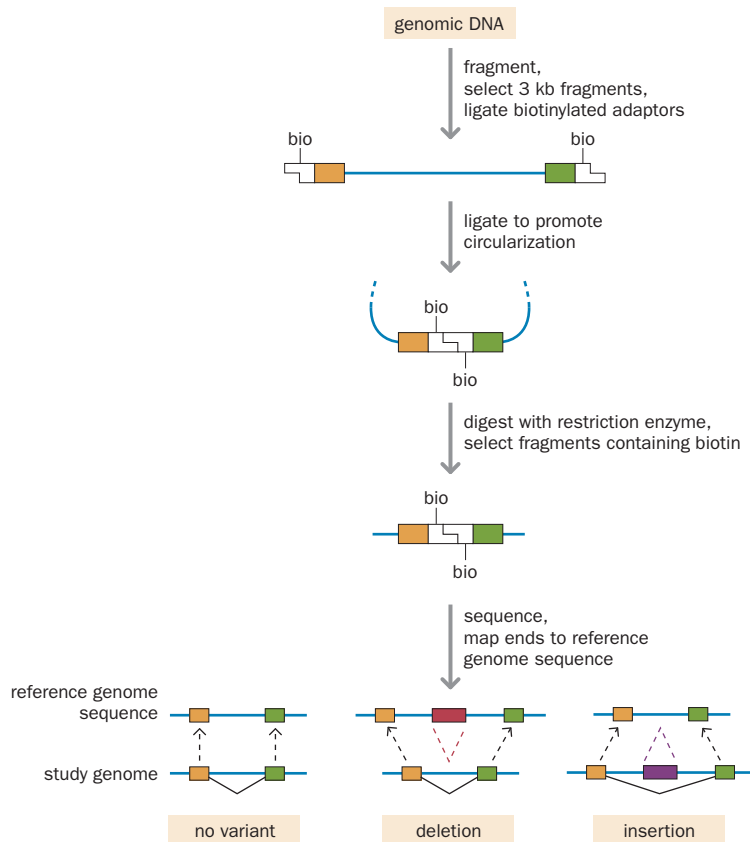 genomic DNA
fragment,
select 3 kb fragments,
ligate biotinylated adaptors
bio
bio
ligate to promote
circularization
bio
bio
digest with restriction enzyme,
select fragments containing biotin
bio
bio
sequence,
map ends to reference
genome sequence
reference genome
sequence
study genome
no variant
deletion
insertion